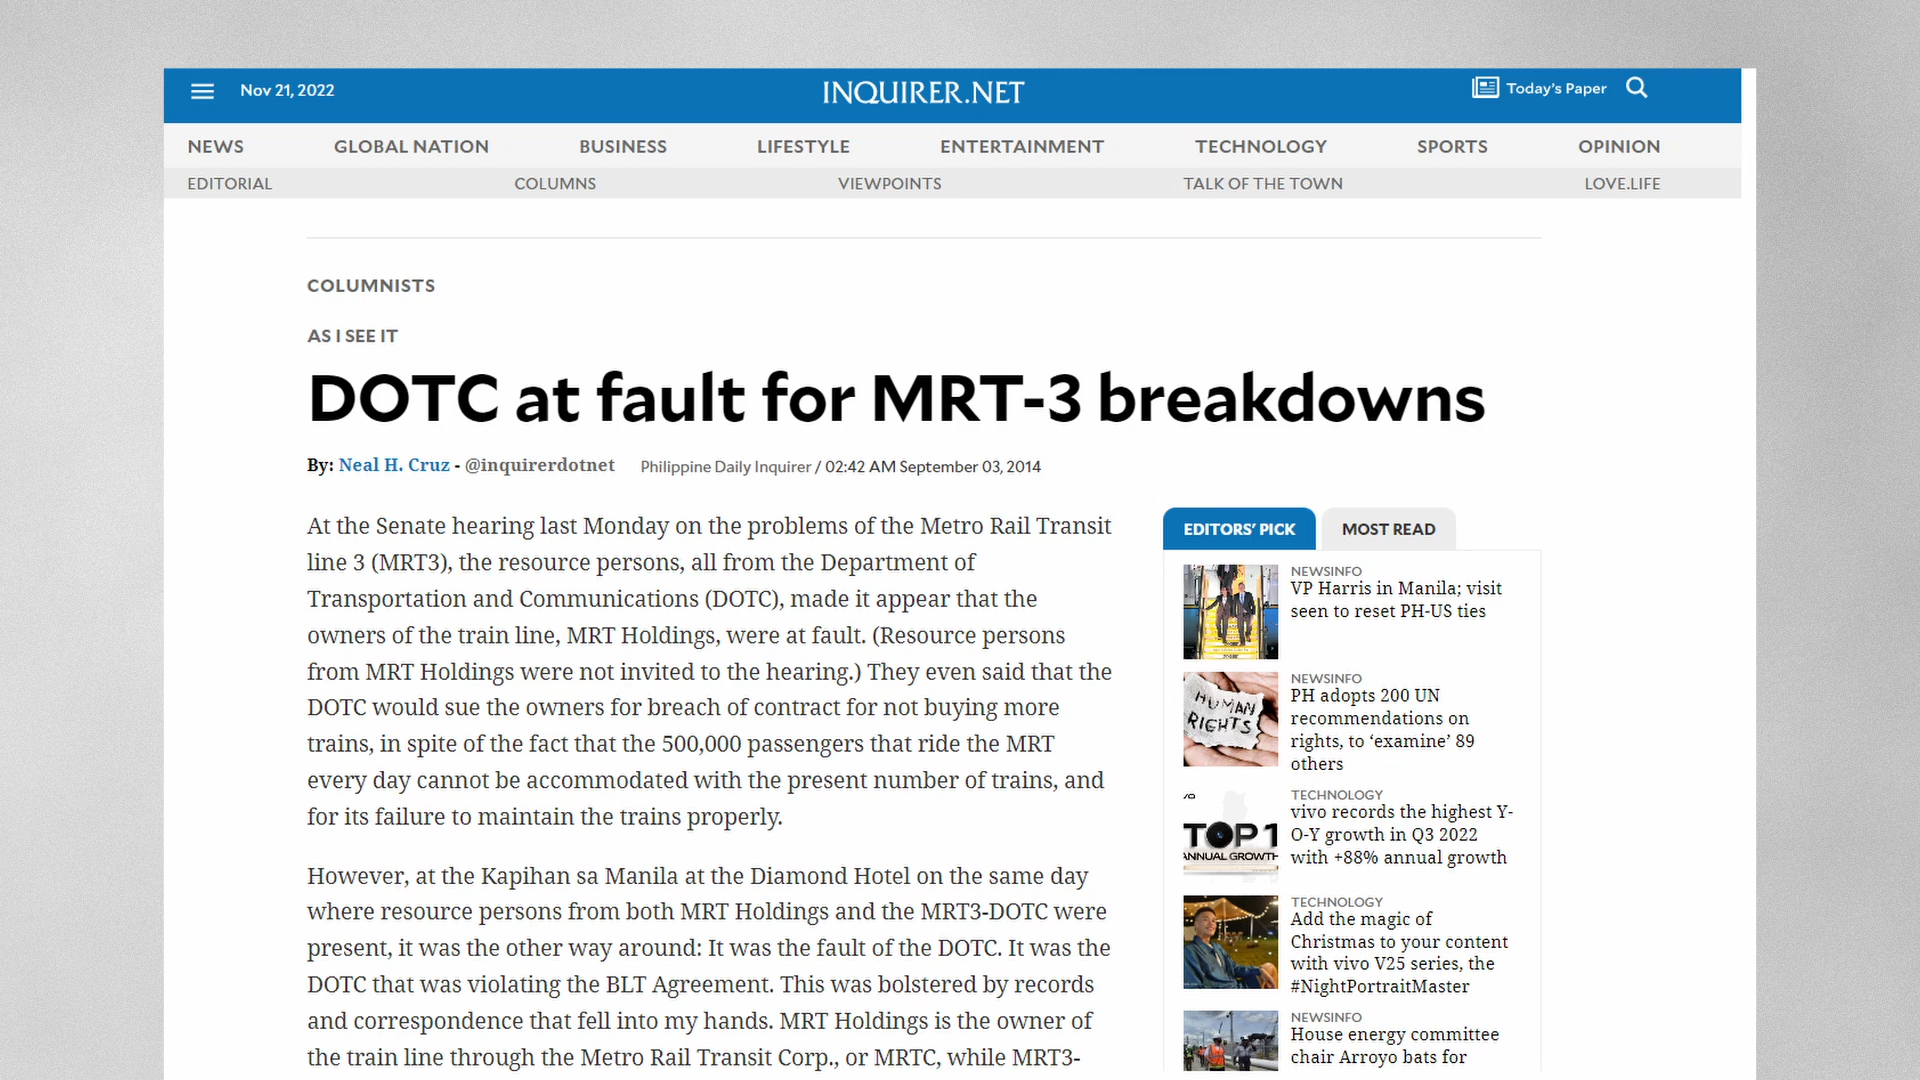 Nov 21, 2022
INQUIRER.NET
Today's Paper
NEWS GLOBAL NATION BUSINESS LIFESTYLE ENTERTAINMENT TECHNOLOGY SPORTS OPINION
EDITORIAL COLUMNS VIEWPOINTS TALK OF THE TOWN LOVE.LIFE
COLUMNISTS
AS I SEE IT
DOTC at fault for MRT-3 breakdowns
By: Neal H. Cruz - @inquirerdotnet Philippine Daily Inquirer / 02:42 AM September 03, 2014
At the Senate hearing last Monday on the problems of the Metro Rail Transit
line 3 (MRT3), the resource persons, all from the Department of
Transportation and Communications (DOTC), made it appear that the
owners of the train line, MRT Holdings, were at fault. (Resource persons
from MRT Holdings were not invited to the hearing.) They even said that the
DOTC would sue the owners for breach of contract for not buying more
trains, in spite of the fact that the 500,000 passengers that ride the MRT
every day cannot be accommodated with the present number of trains, and
for its failure to maintain the trains properly.
However, at the Kapihan sa Manila at the Diamond Hotel on the same day
where resource persons from both MRT Holdings and the MRT3-DOTC were
present, it was the other way around: It was the fault of the DOTC. It was the
DOTC that was violating the BLT Agreement. This was bolstered by records
and correspondence that fell into my hands. MRT Holdings is the owner of
the train line through the Metro Rail Transit Corp., or MRTC, while MRT3-
EDITORS' PICK
MOST READ
NEWSINFO
VP Harris in Manila; visit
seen to reset PH-US ties
HUMAN
RIGHTS
NEWSINFO
PH adopts 200 UN
recommendations on
rights, to ‘examine’ 89
others
TOP 1
ANNUAL GROWTH
TECHNOLOGY
vivo records the highest Y-
O-Y growth in Q3 2022
with +88% annual growth
TECHNOLOGY
Add the magic of
Christmas to your content
with vivo V25 series, the
#NightPortraitMaster
NEWSINFO
House energy committee
chair Arroyo bats for